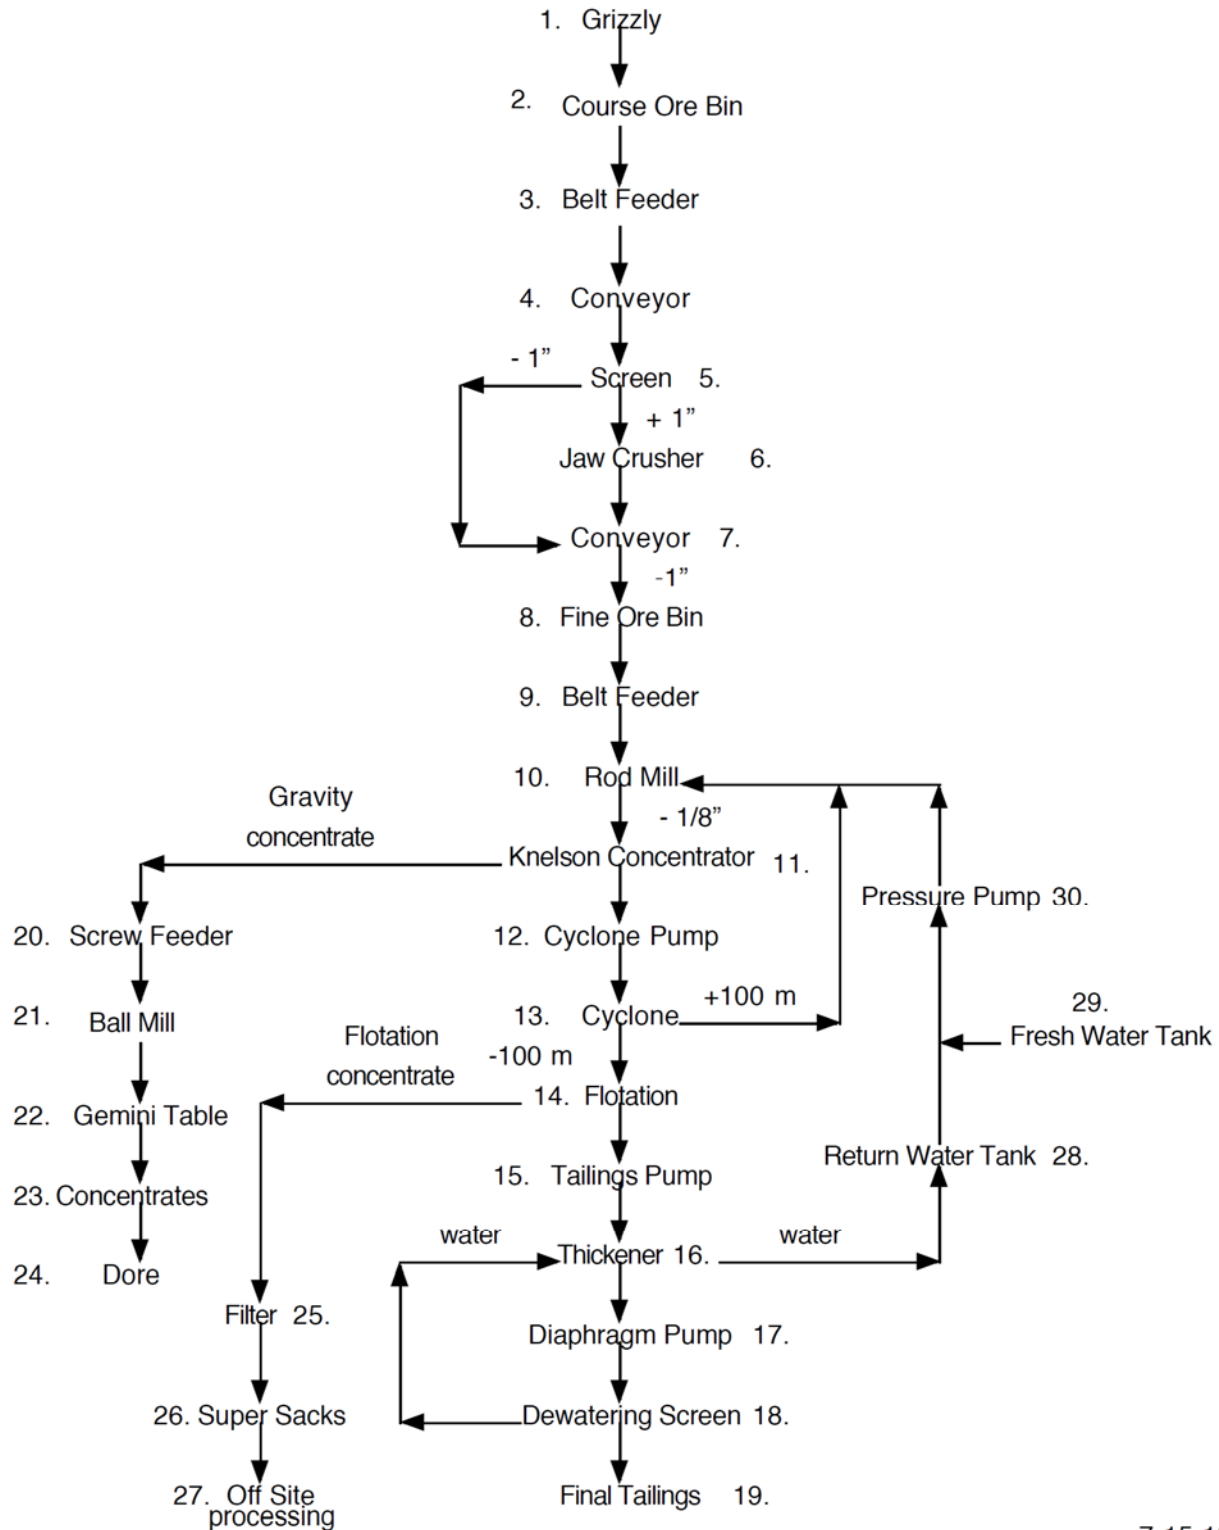 1. Grizzly
2. Course Ore Bin
3. Belt Feeder
4. Conveyor
- 1”
Screen 5.
+ 1”
Jaw Crusher 6.
Conveyor 7.
-1”
8. Fine Ore Bin
9. Belt Feeder
10. Rod Mill
- 1/8”
Gravity
concentrate
Knelson Concentrator 11.
Pressure Pump 30.
20. Screw Feeder
12. Cyclone Pump
21. Ball Mill
13. Cyclone
+100 m
29.
Fresh Water Tank
Flotation
concentrate
-100 m
14. Flotation
22. Gemini Table
15. Tailings Pump
Return Water Tank 28.
23. Concentrates
water
Thickener 16.
water
24. Dore
Filter 25.
Diaphragm Pump 17.
26. Super Sacks
Dewatering Screen 18.
27. Off Site
processing
Final Tailings 19.